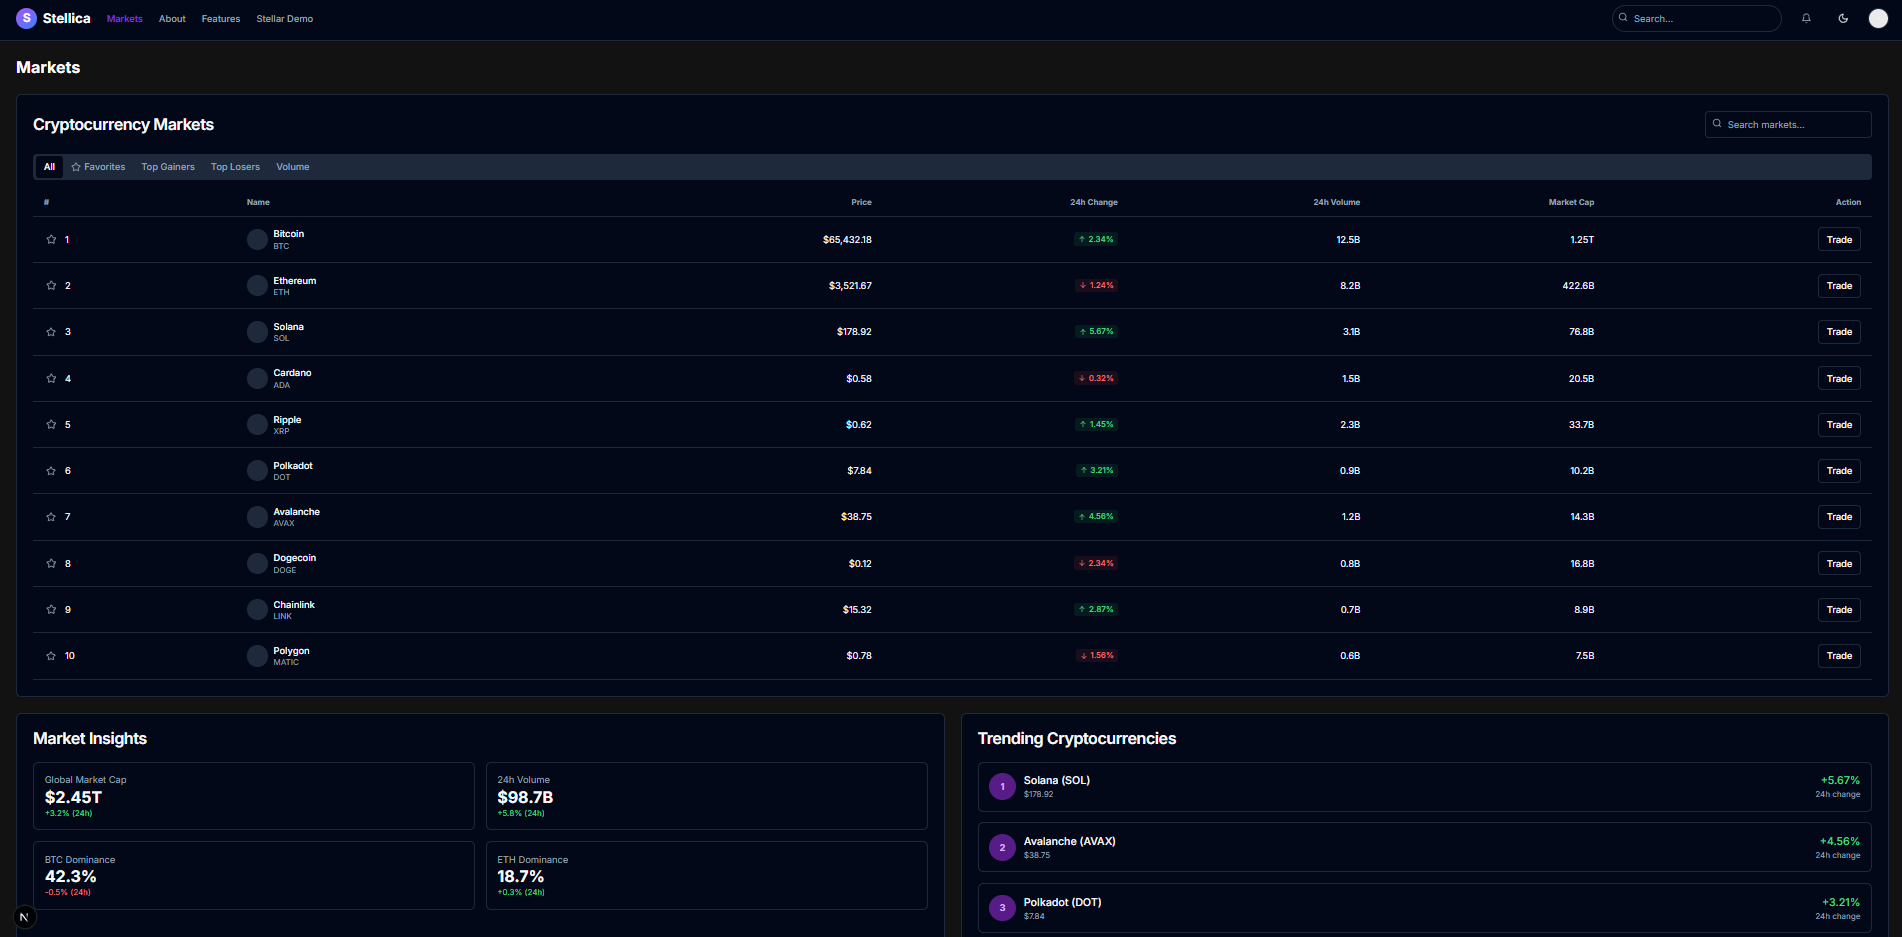 S Stellica Markets About Features Stellar Demo Search...
Markets
Cryptocurrency Markets
Search markets...
All Favorites Top Gainers Top Losers Volume
# Name Price 24h Change 24h Volume Market Cap Action
1 Bitcoin BTC $65,432.18 ↑ 2.34% 12.5B 1.25T Trade
2 Ethereum ETH $3,521.67 ↓ 1.24% 8.2B 422.6B Trade
3 Solana SOL $178.92 ↑ 5.67% 3.1B 76.8B Trade
4 Cardano ADA $0.58 ↓ 0.32% 1.5B 20.5B Trade
5 Ripple XRP $0.62 ↑ 1.45% 2.3B 33.7B Trade
6 Polkadot DOT $7.84 ↑ 3.21% 0.9B 10.2B Trade
7 Avalanche AVAX $38.75 ↑ 4.56% 1.2B 14.3B Trade
8 Dogecoin DOGE $0.12 ↓ 2.34% 0.8B 16.8B Trade
9 Chainlink LINK $15.32 ↑ 2.87% 0.7B 8.9B Trade
10 Polygon MATIC $0.78 ↓ 1.56% 0.6B 7.5B Trade
Market Insights
Global Market Cap
$2.45T
+3.2% (24h)
24h Volume
$98.7B
+5.8% (24h)
BTC Dominance
42.3%
-0.5% (24h)
ETH Dominance
18.7%
+0.3% (24h)
N
Trending Cryptocurrencies
1 Solana (SOL) +5.67%
$178.92 24h change
2 Avalanche (AVAX) +4.56%
$38.75 24h change
3 Polkadot (DOT) +3.21%
$7.84 24h change